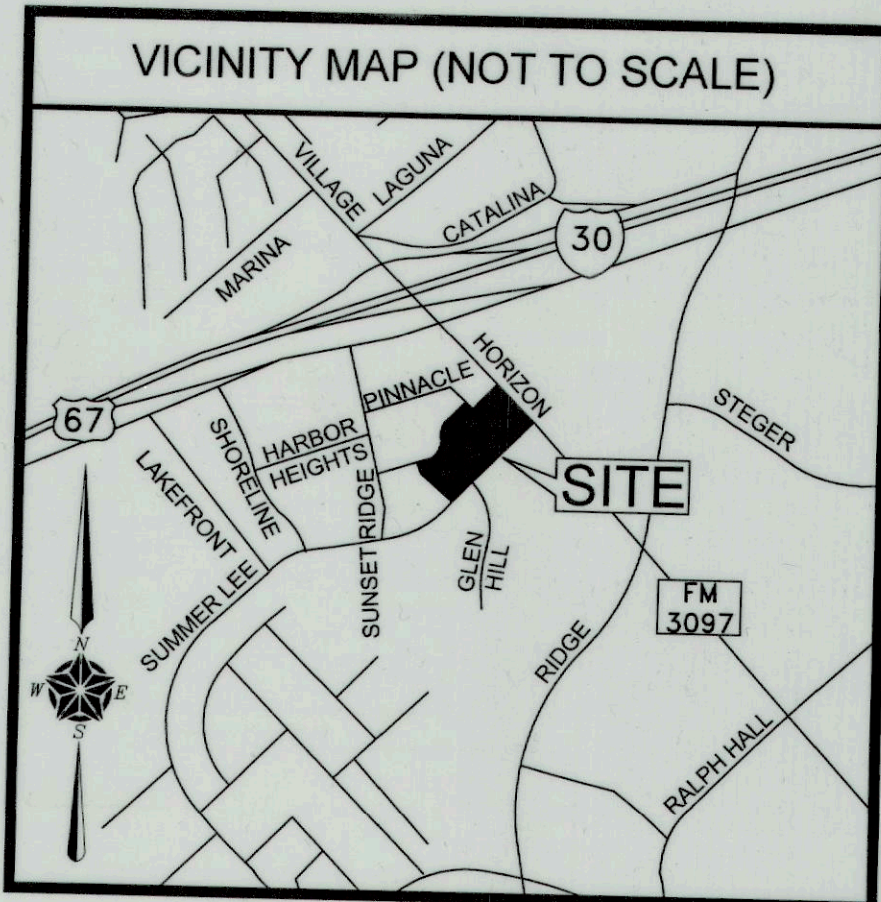 VICINITY MAP (NOT TO SCALE)
VILLAGE
LAGUNA
CATALINA
MARINA
30
HORIZON
PINNACLE
67
SHORELINE
HARBOR
HEIGHTS
STEGER
LAKEFRONT
SUNSET RIDGE
SITE
GLEN
HILL
SUMMER LEE
FM
3097
RIDGE
N
W
E
S
RALPH HALL